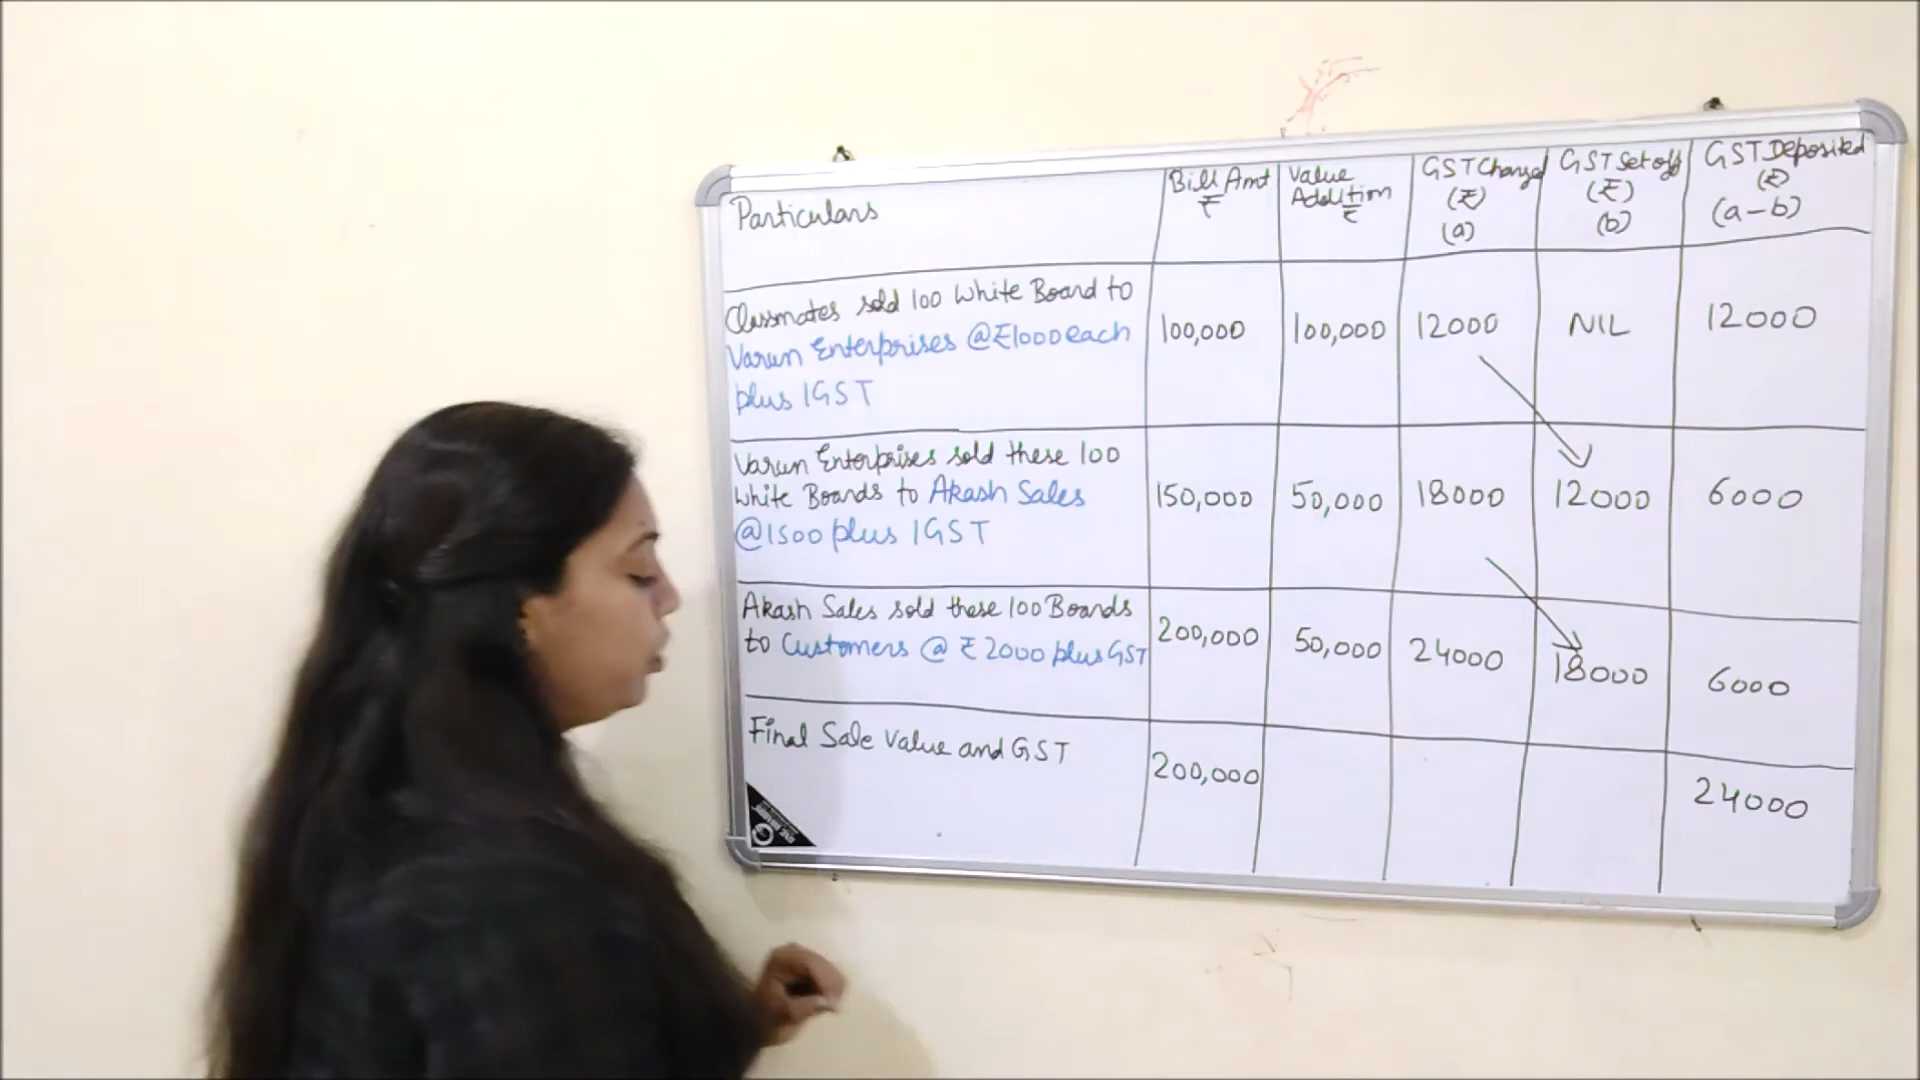 Particulars
Bill Amt
₹
Value
Addition
₹
GST Charged
(₹)
(a)
GST Set off
(₹)
(b)
GST Deposited
(₹)
(a-b)
Classmates sold 100 White Board to
Varun Enterprises @₹1000 each
plus IGST
100,000
100,000
12000
NIL
12000
Varun Enterprises sold these 100
White Boards to Akash Sales
@1500 plus IGST
150,000
50,000
18000
12000
6000
Akash Sales sold these 100 Boards
to Customers @ ₹2000 plus GST
200,000
50,000
24000
18000
6000
Final Sale Value and GST
200,000
24000